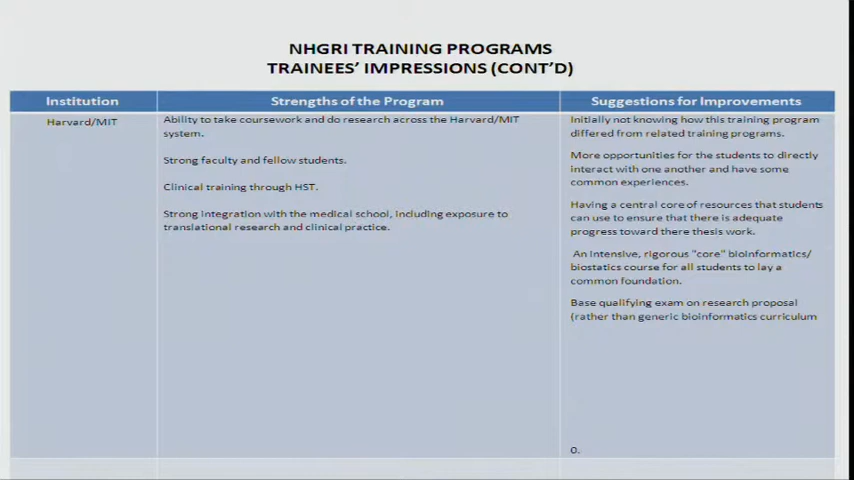 NHGRI TRAINING PROGRAMS
TRAINEES' IMPRESSIONS (CONT'D)
Institution
Strengths of the Program
Suggestions for Improvements
Harvard/MIT
Ability to take coursework and do research across the Harvard/MIT
system.
Strong faculty and fellow students.
Clinical training through HST.
Strong integration with the medical school, including exposure to
translational research and clinical practice.
Initially not knowing how this training program
differed from related training programs.
More opportunities for the students to directly
interact with one another and have some
common experiences.
Having a central core of resources that students
can use to ensure that there is adequate
progress toward there thesis work.
An intensive, rigorous "core" bioinformatics/
biostatics course for all students to lay a
common foundation.
Base qualifying exam on research proposal
(rather than generic bioinformatics curriculum
0.